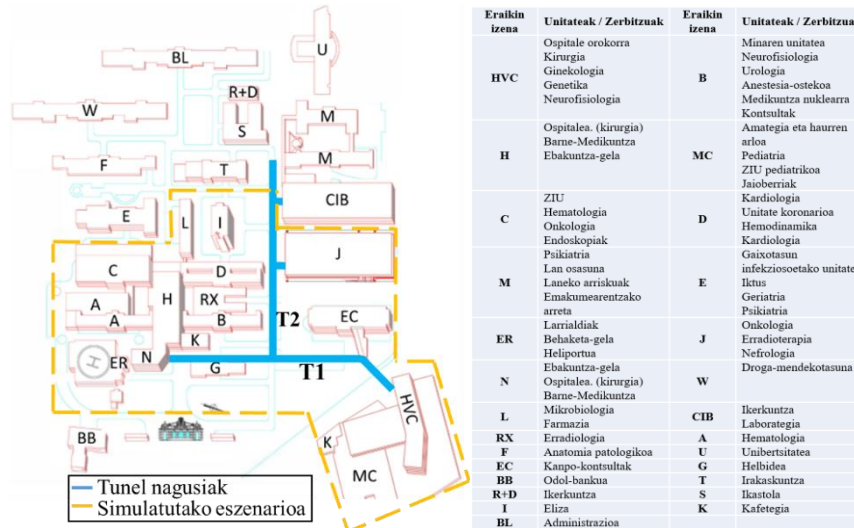 U
BL
R+D
W
M
S
M
F
T
CIB
E
L
I
J
C
D
A
H
RX
A
B
T2
EC
K
ER
N
H
G
T1
HVC
BB
K
MC
Tunel nagusiak
Simulatutako eszenarioa
Eraikin izena
Unitateak / Zerbitzuak
Eraikin izena
Unitateak / Zerbitzua
HVC
Ospitale orokorra
Kirurgia
Ginekologia
Genetika
Neurofisiologia
B
Minaren unitatea
Neurofisiologia
Urologia
Anestesia-ostekoa
Medikuntza nuklearra
Kontsultak
H
Ospitalea. (kirurgia)
Barne-Medikuntza
Ebakuntza-gela
MC
Amategia eta haurren
arloa
Pediatria
ZIU pediatrikoa
Jaioberriak
C
ZIU
Hematologia
Onkologia
Endoskopiak
D
Kardiologia
Unitate koronarioa
Hemodinamika
Kardiologia
M
Psikiatria
Lan osasuna
Laneko arriskuak
Emakumearentzako
arreta
E
Gaixotasun
infekziosoetako unitate
Iktus
Geriatria
Psikiatria
ER
Larrialdiak
Behaketa-gela
Heliportua
J
Onkologia
Erradioterapia
Nefrologia
N
Ebakuntza-gela
Ospitalea. (kirurgia)
Barne-Medikuntza
W
Droga-mendekotasuna
L
Mikrobiologia
Farmazia
CIB
Ikerkuntza
Laborategia
RX
Erradiologia
A
Hematologia
F
Anatomia patologikoa
U
Unibertsitatea
EC
Kanpo-kontsultak
G
Helbidea
BB
Odol-bankua
T
Irakaskuntza
R+D
Ikerkuntza
S
Ikastola
I
Eliza
K
Kafetegia
BL
Administrazioa